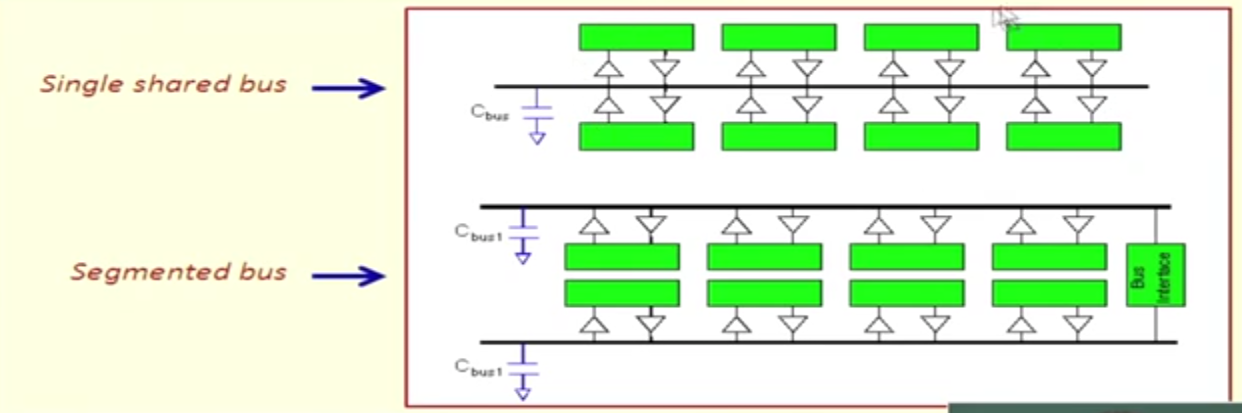 Single shared bus
Cbus
Cbus1
Segmented bus
Bus
Interface
Cbus1